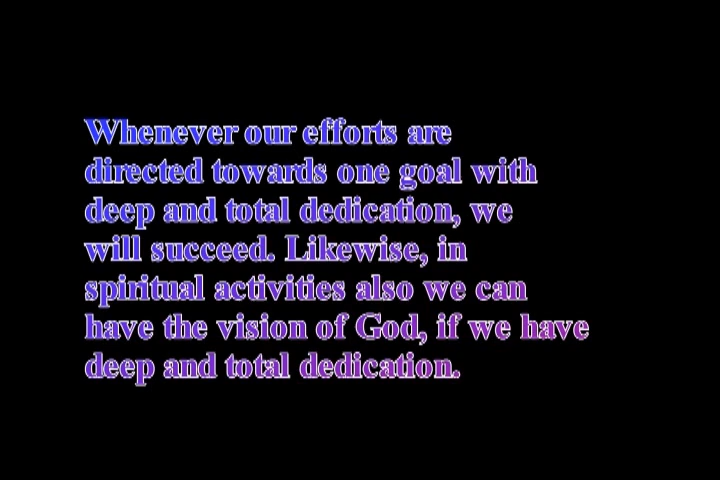 Whenever our efforts are
directed towards one goal with
deep and total dedication, we
will succeed. Likewise, in
spiritual activities also we can
have the vision of God, if we have
deep and total dedication.